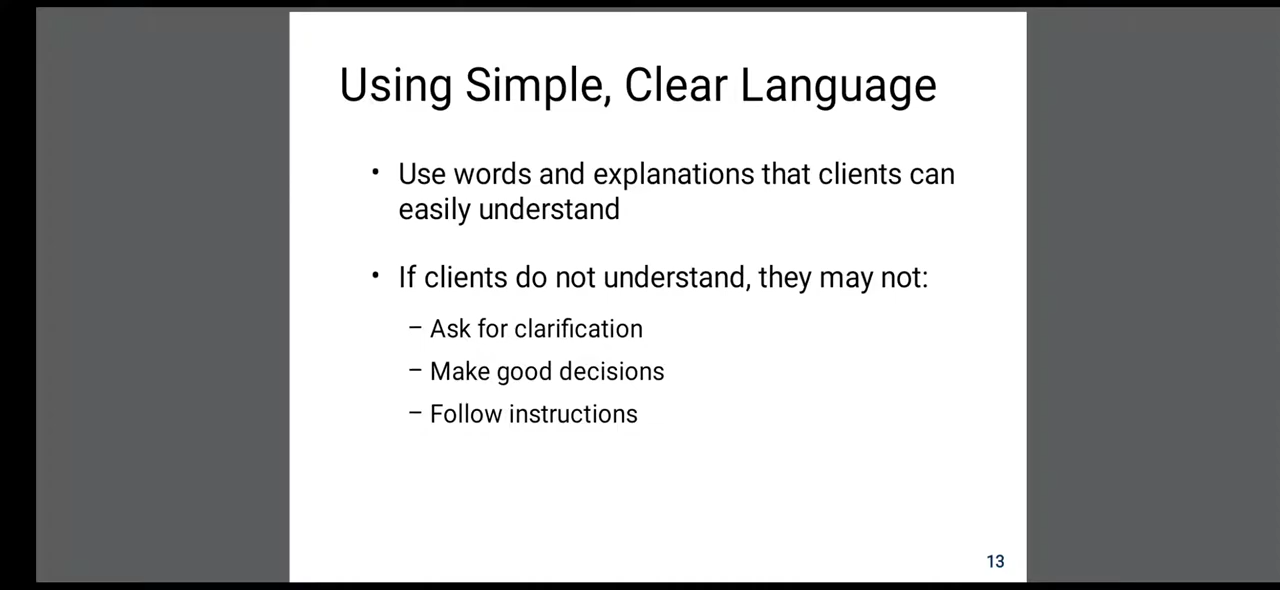 Using Simple, Clear Language
• Use words and explanations that clients can
easily understand
• If clients do not understand, they may not:
– Ask for clarification
– Make good decisions
– Follow instructions
13